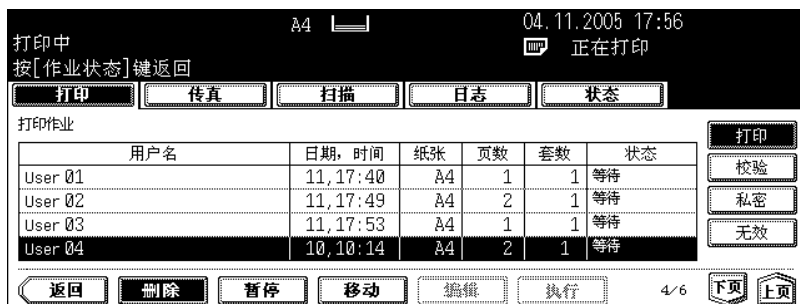 A4 04.11.2005 17:56
打印中 正在打印
按[作业状态]键返回
打印 传真 扫描 日志 状态
打印作业
用户名 日期，时间 纸张 页数 套数 状态
User 01 11,17:40 A4 1 1 等待
User 02 11,17:49 A4 2 1 等待
User 03 11,17:53 A4 1 1 等待
User 04 10,10:14 A4 2 1 等待
打印
校验
私密
无效
返回 删除 暂停 移动 编辑 执行 4/6 下页 上页